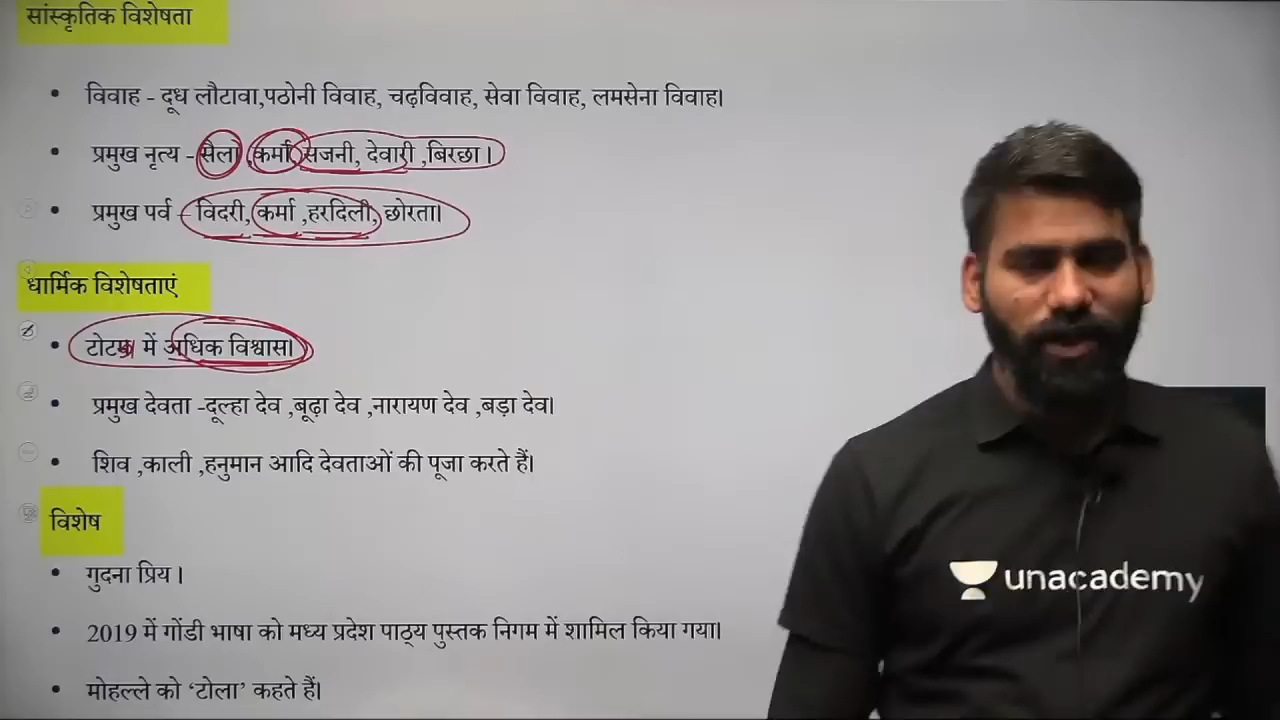 सांस्कृतिक विशेषता
• विवाह - दूध लौटावा,पठोनी विवाह, चढ़विवाह, सेवा विवाह, लमसेना विवाह।
• प्रमुख नृत्य - सैलो ,कर्मा सजनी, देवारी ,बिरछा ।
• प्रमुख पर्व – विदरी, कर्मा ,हरदिली, छोरता।
धार्मिक विशेषताएं
• टोटम में अधिक विश्वास।
• प्रमुख देवता -दूल्हा देव ,बूढ़ा देव ,नारायण देव ,बड़ा देव।
• शिव ,काली ,हनुमान आदि देवताओं की पूजा करते हैं।
विशेष
• गुदना प्रिय ।
• 2019 में गोंडी भाषा को मध्य प्रदेश पाठ्य पुस्तक निगम में शामिल किया गया।
• मोहल्ले को ‘टोला’ कहते हैं।
unacademy